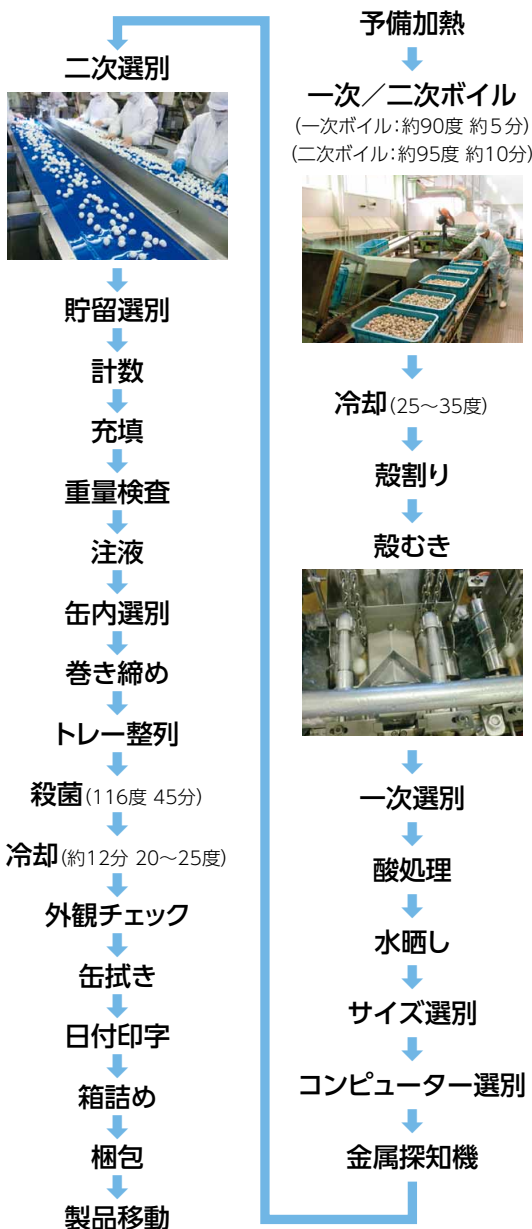 予備加熱
一次／二次ボイル
(一次ボイル：約90度 約5分)
(二次ボイル：約95度 約10分)
冷却(25～35度)
殻割り
殻むき
一次選別
酸処理
水晒し
サイズ選別
コンピューター選別
金属探知機
二次選別
貯留選別
計数
充填
重量検査
注液
缶内選別
巻き締め
トレー整列
殺菌(116度 45分)
冷却(約12分 20～25度)
外観チェック
缶拭き
日付印字
箱詰め
梱包
製品移動